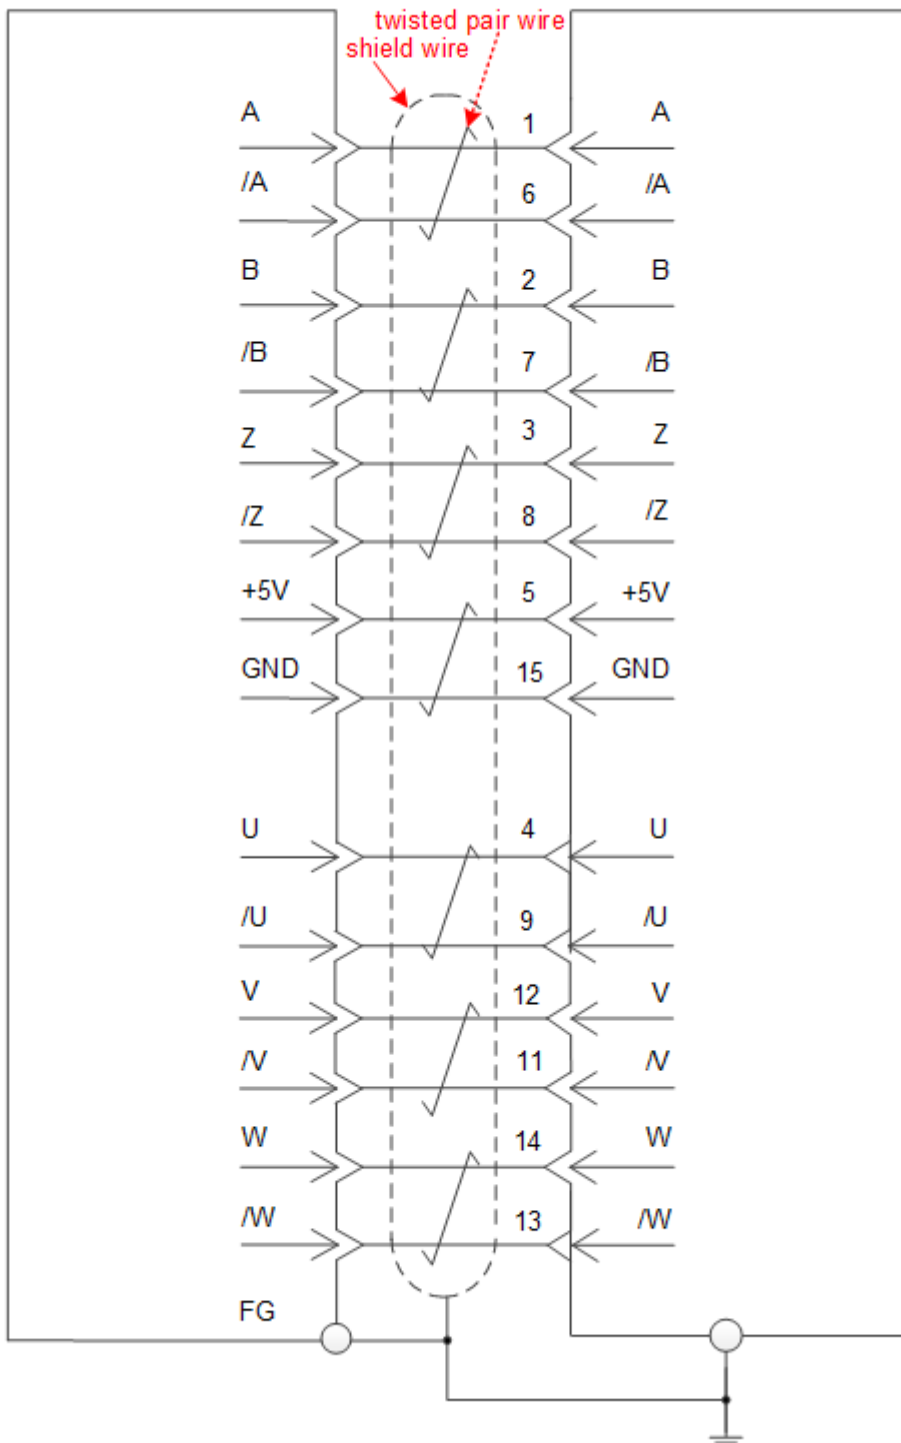 twisted pair wire
shield wire
A 1 A
/A 6 /A
B 2 B
/B 7 /B
Z 3 Z
/Z 8 /Z
+5V 5 +5V
GND 15 GND
U 4 U
/U 9 /U
V 12 V
/V 11 /V
W 14 W
/W 13 /W
FG